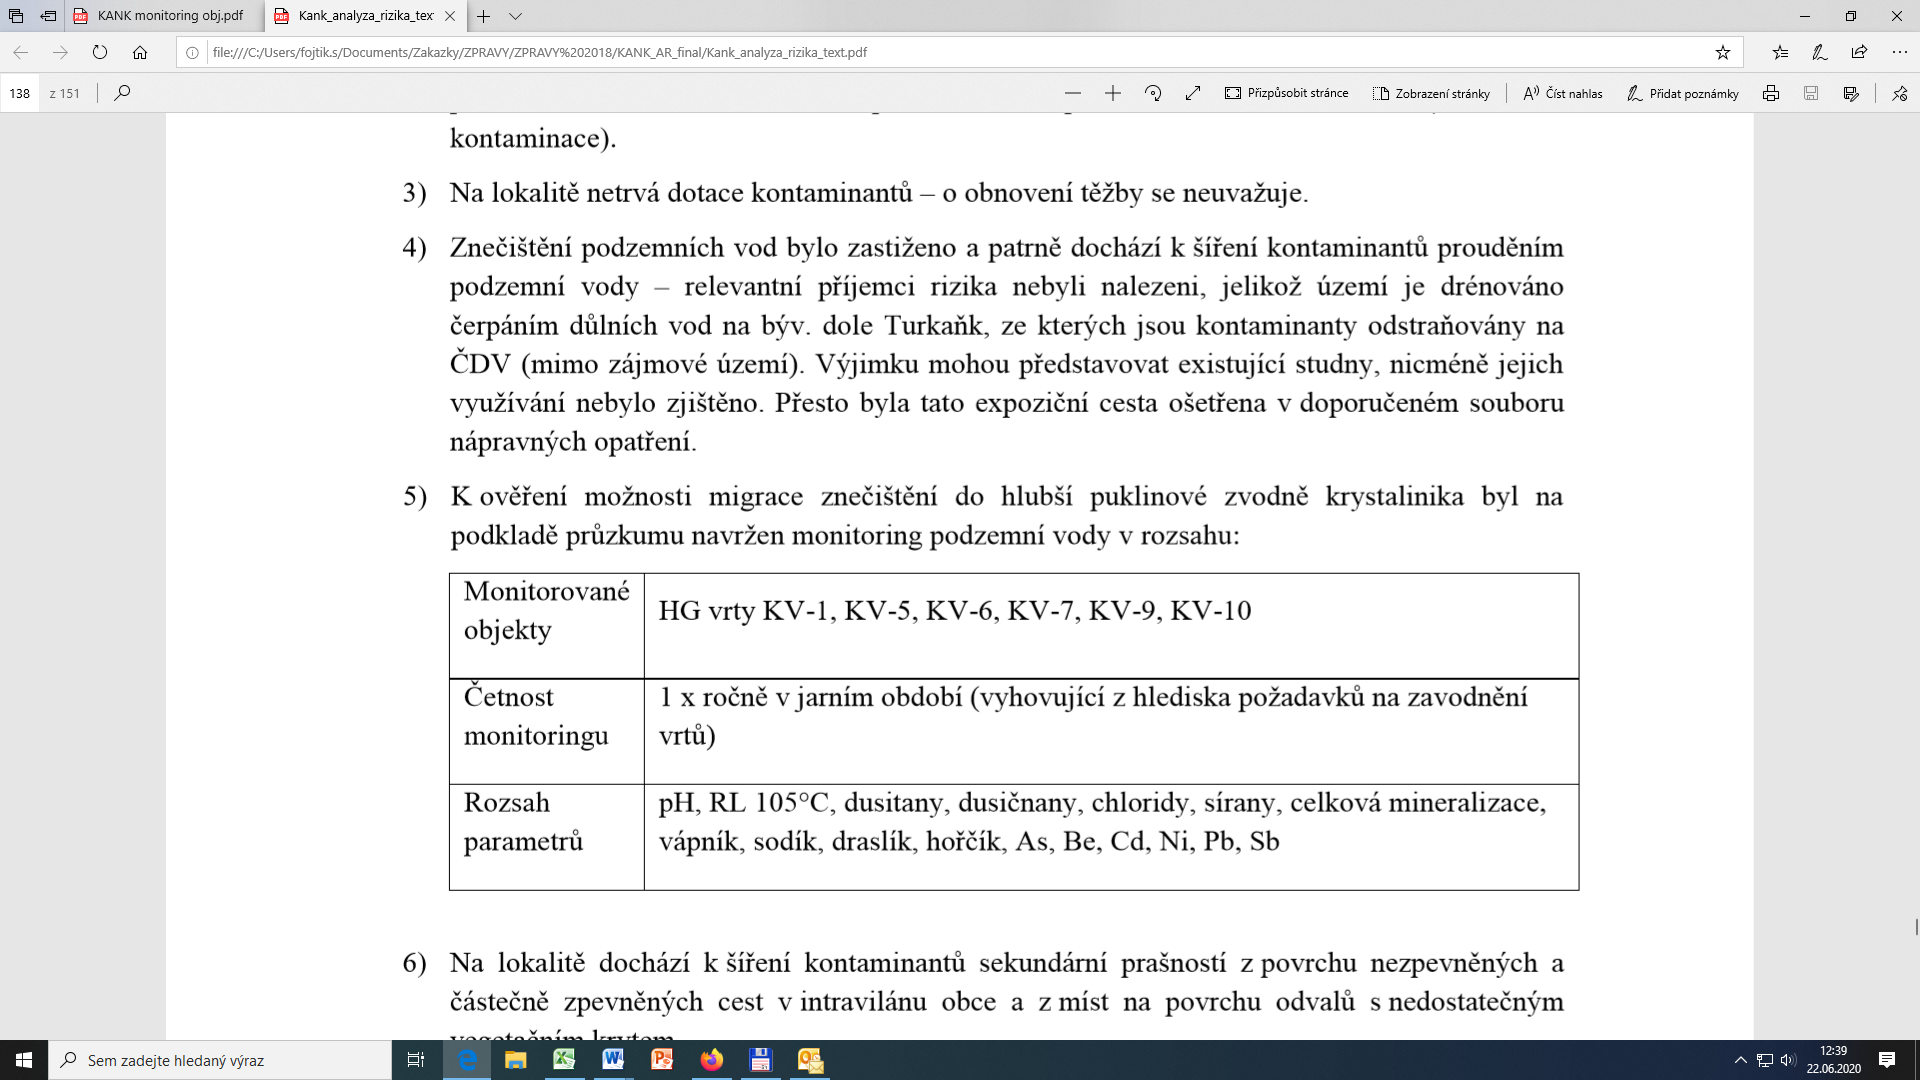 KANK monitoring obj.pdf
Kank_analyza_rizika_tex
file:///C:/Users/fojtik.s/Documents/Zakazky/ZPRAVY/ZPRAVY%202018/KANK_AR_final/Kank_analyza_rizika_text.pdf
138 z 151 Přizpůsobit stránce Zobrazení stránky Číst nahlas Přidat poznámky
kontaminace).
3) Na lokalitě netrvá dotace kontaminantů – o obnovení těžby se neuvažuje.
4) Znečištění podzemních vod bylo zastiženo a patrně dochází k šíření kontaminantů prouděním
podzemní vody – relevantní příjemci rizika nebyli nalezeni, jelikož území je drénováno
čerpáním důlních vod na býv. dole Turkaňk, ze kterých jsou kontaminanty odstraňovány na
ČDV (mimo zájmové území). Výjimku mohou představovat existující studny, nicméně jejich
využívání nebylo zjištěno. Přesto byla tato expoziční cesta ošetřena v doporučeném souboru
nápravných opatření.
5) K ověření možnosti migrace znečištění do hlubší puklinové zvodně krystalinika byl na
podkladě průzkumu navržen monitoring podzemní vody v rozsahu:
Monitorované
objekty
HG vrty KV-1, KV-5, KV-6, KV-7, KV-9, KV-10
Četnost
monitoringu
1 x ročně v jarním období (vyhovující z hlediska požadavků na zavodnění
vrtů)
Rozsah
parametrů
pH, RL 105°C, dusitany, dusičnany, chloridy, sírany, celková mineralizace,
vápník, sodík, draslík, hořčík, As, Be, Cd, Ni, Pb, Sb
6) Na lokalitě dochází k šíření kontaminantů sekundární prašností z povrchu nezpevněných a
částečně zpevněných cest v intravilánu obce a z míst na povrchu odvalů s nedostatečným
vegetačním krytem
Sem zadejte hledaný výraz
12:39
22.06.2020